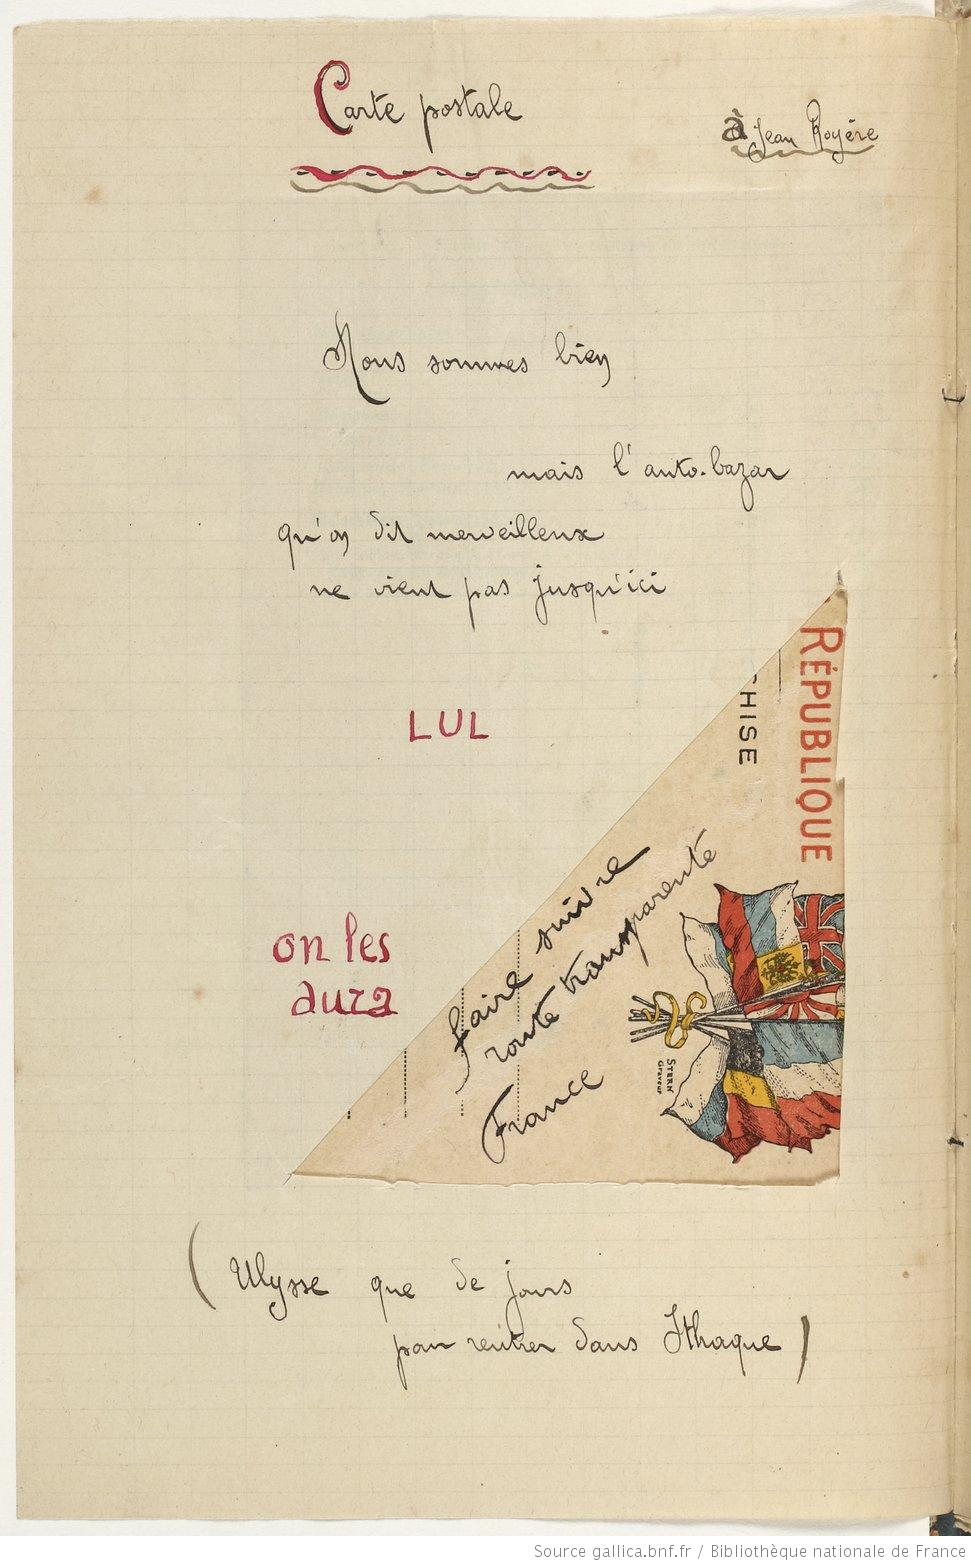 Carte postale
à Jean Royère
Nous sommes bien
mais l'auto-bazar
qu'on dit merveilleux
ne vient pas jusqu'ici
LUL
on les
aura
RÉPUBLIQUE
HISE
faire suivre
route transparente
France
STERN
Graveur
(Ulysse que de jours
pour rentrer dans Ithaque)
Source gallica.bnf.fr / Bibliothèque nationale de France